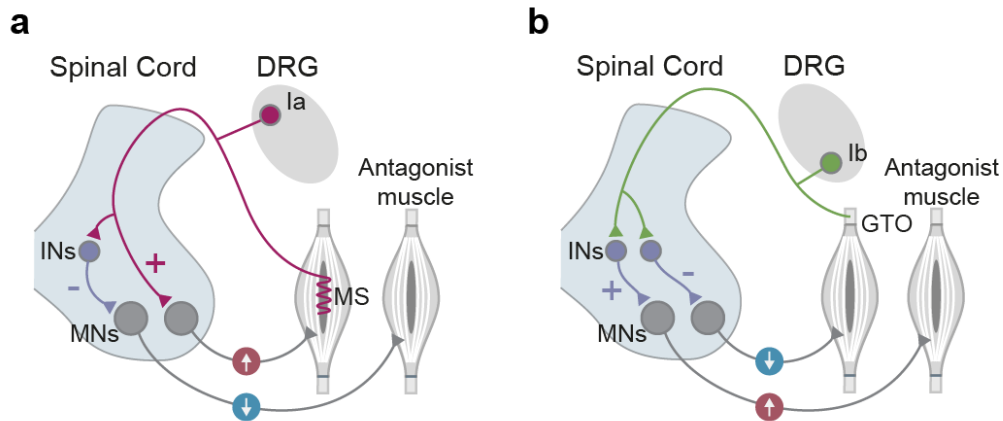 a
Spinal Cord
DRG
Ia
Antagonist
muscle
INs
+
-
MS
MNs
b
Spinal Cord
DRG
Ib
Antagonist
muscle
GTO
INs
-
+
MNs